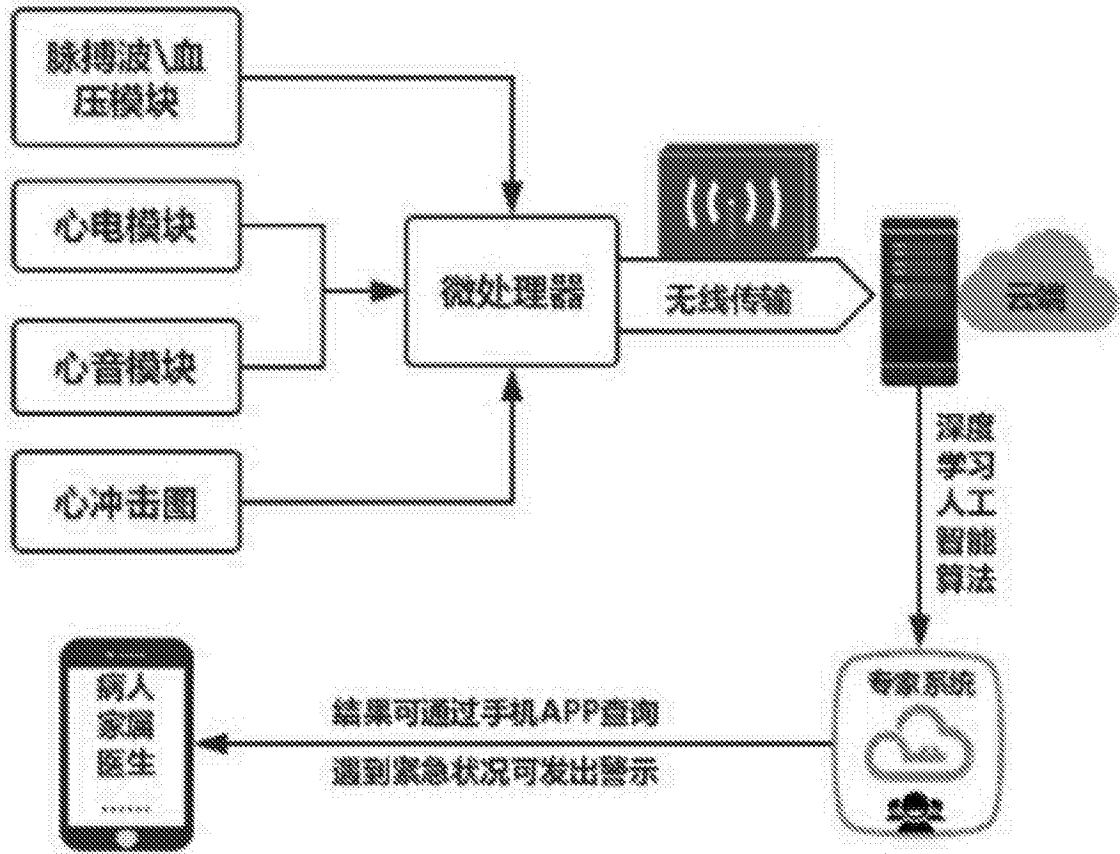 脉搏波\血
压模块
心电模块
心音模块
心冲击图
微处理器
无线传输
云端
深度
学习
人工
智能
算法
专家系统
结果可通过手机APP查询
遇到紧急状况可发出警示
病人
家属
医生
……